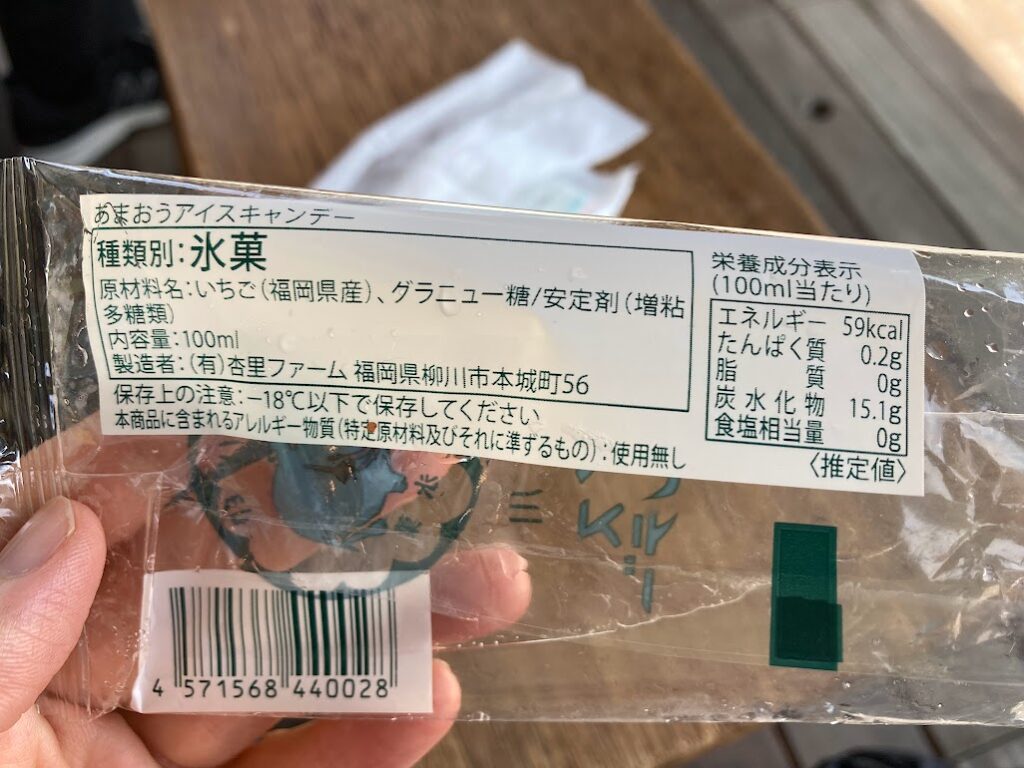 あまおうアイスキャンデー
種類別：氷菓
原材料名：いちご（福岡県産）、グラニュー糖/安定剤（増粘
多糖類）
内容量：100ml
製造者：（有）杏里ファーム 福岡県柳川市本城町56
保存上の注意：−18℃以下で保存してください
本商品に含まれるアレルギー物質（特定原材料及びそれに準ずるもの）：使用無し
栄養成分表示
(100ml当たり)
エネルギー 59kcal
たんぱく質 0.2g
脂質 0g
炭水化物 15.1g
食塩相当量 0g
〈推定値〉
4 571568 440028